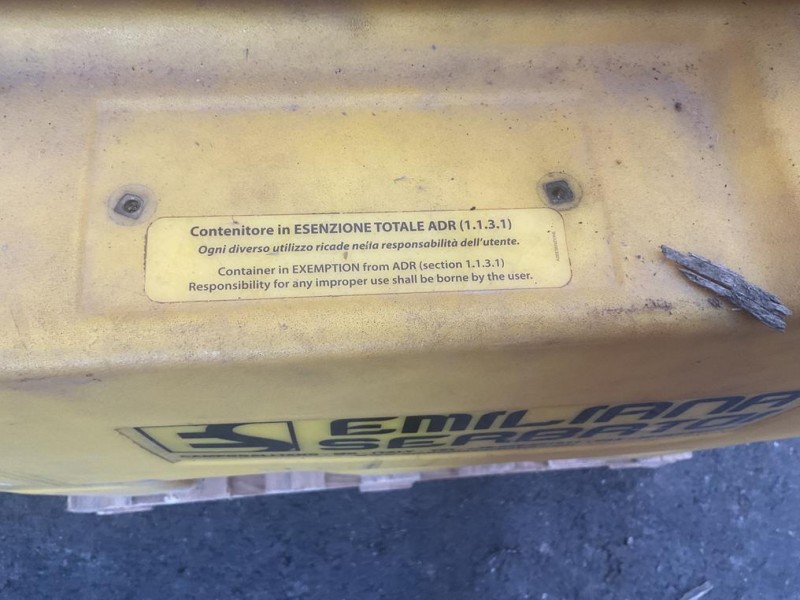 Contenitore in ESENZIONE TOTALE ADR (1.1.3.1)
Ogni diverso utilizzo ricade nella responsabilità dell'utente.
Container in EXEMPTION from ADR (section 1.1.3.1)
Responsibility for any improper use shall be borne by the user.
ES EMILIANA
SERBATOI